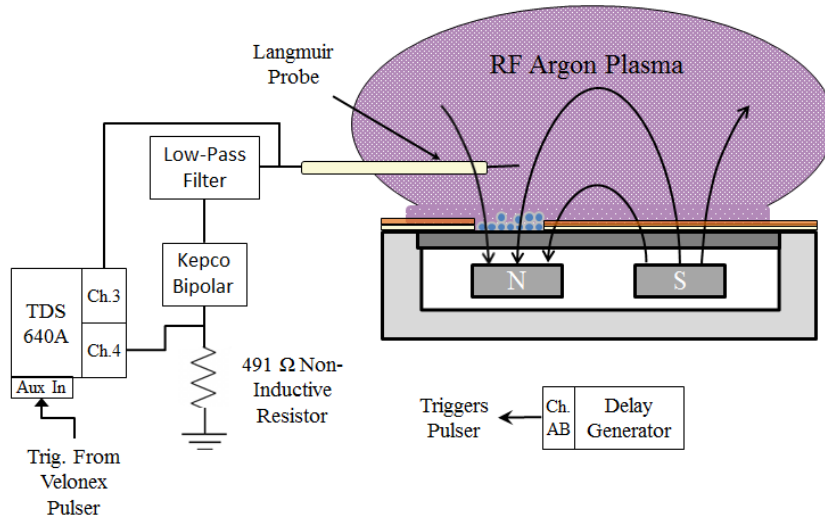 Langmuir
Probe
RF Argon Plasma
Low-Pass
Filter
Kepco
Bipolar
TDS
640A
Ch.3
Ch.4
Aux In
491 Ω Non-
Inductive
Resistor
Trig. From
Velonex
Pulser
N
S
Triggers
Pulser
Ch.
AB
Delay
Generator